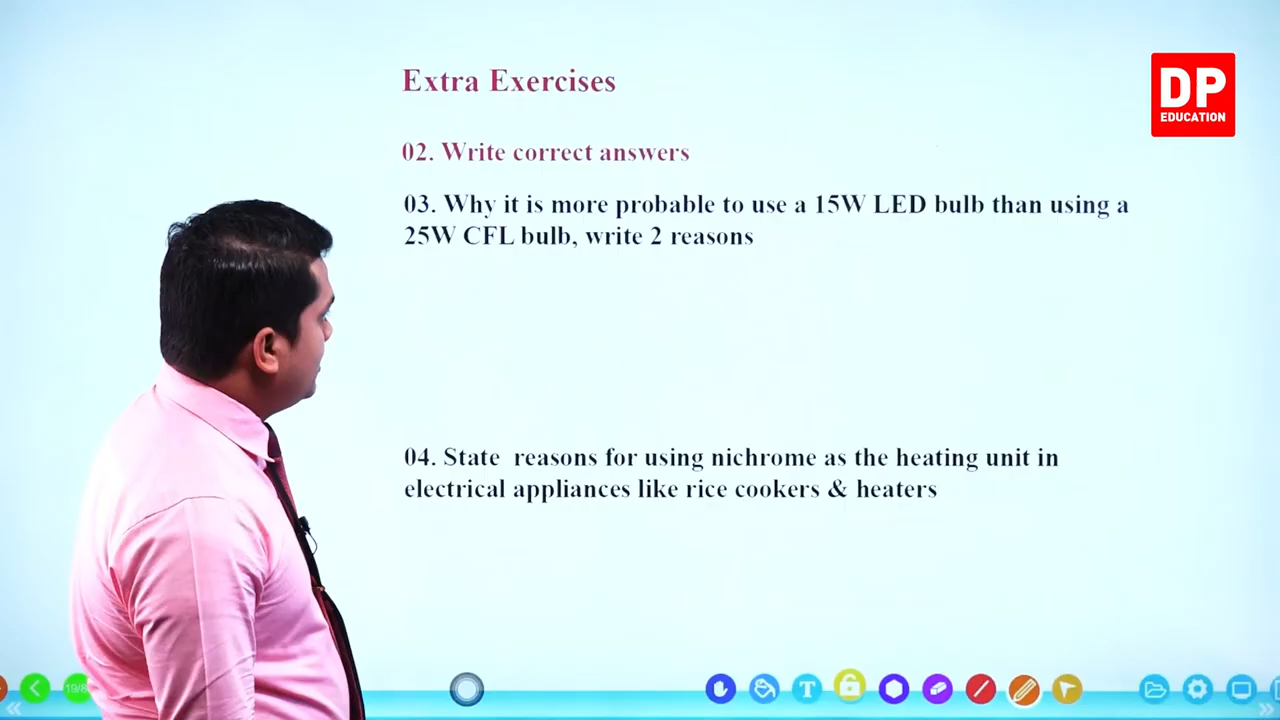 Extra Exercises
DP
EDUCATION
02. Write correct answers
03. Why it is more probable to use a 15W LED bulb than using a
25W CFL bulb, write 2 reasons
04. State reasons for using nichrome as the heating unit in
electrical appliances like rice cookers & heaters
19/8
T